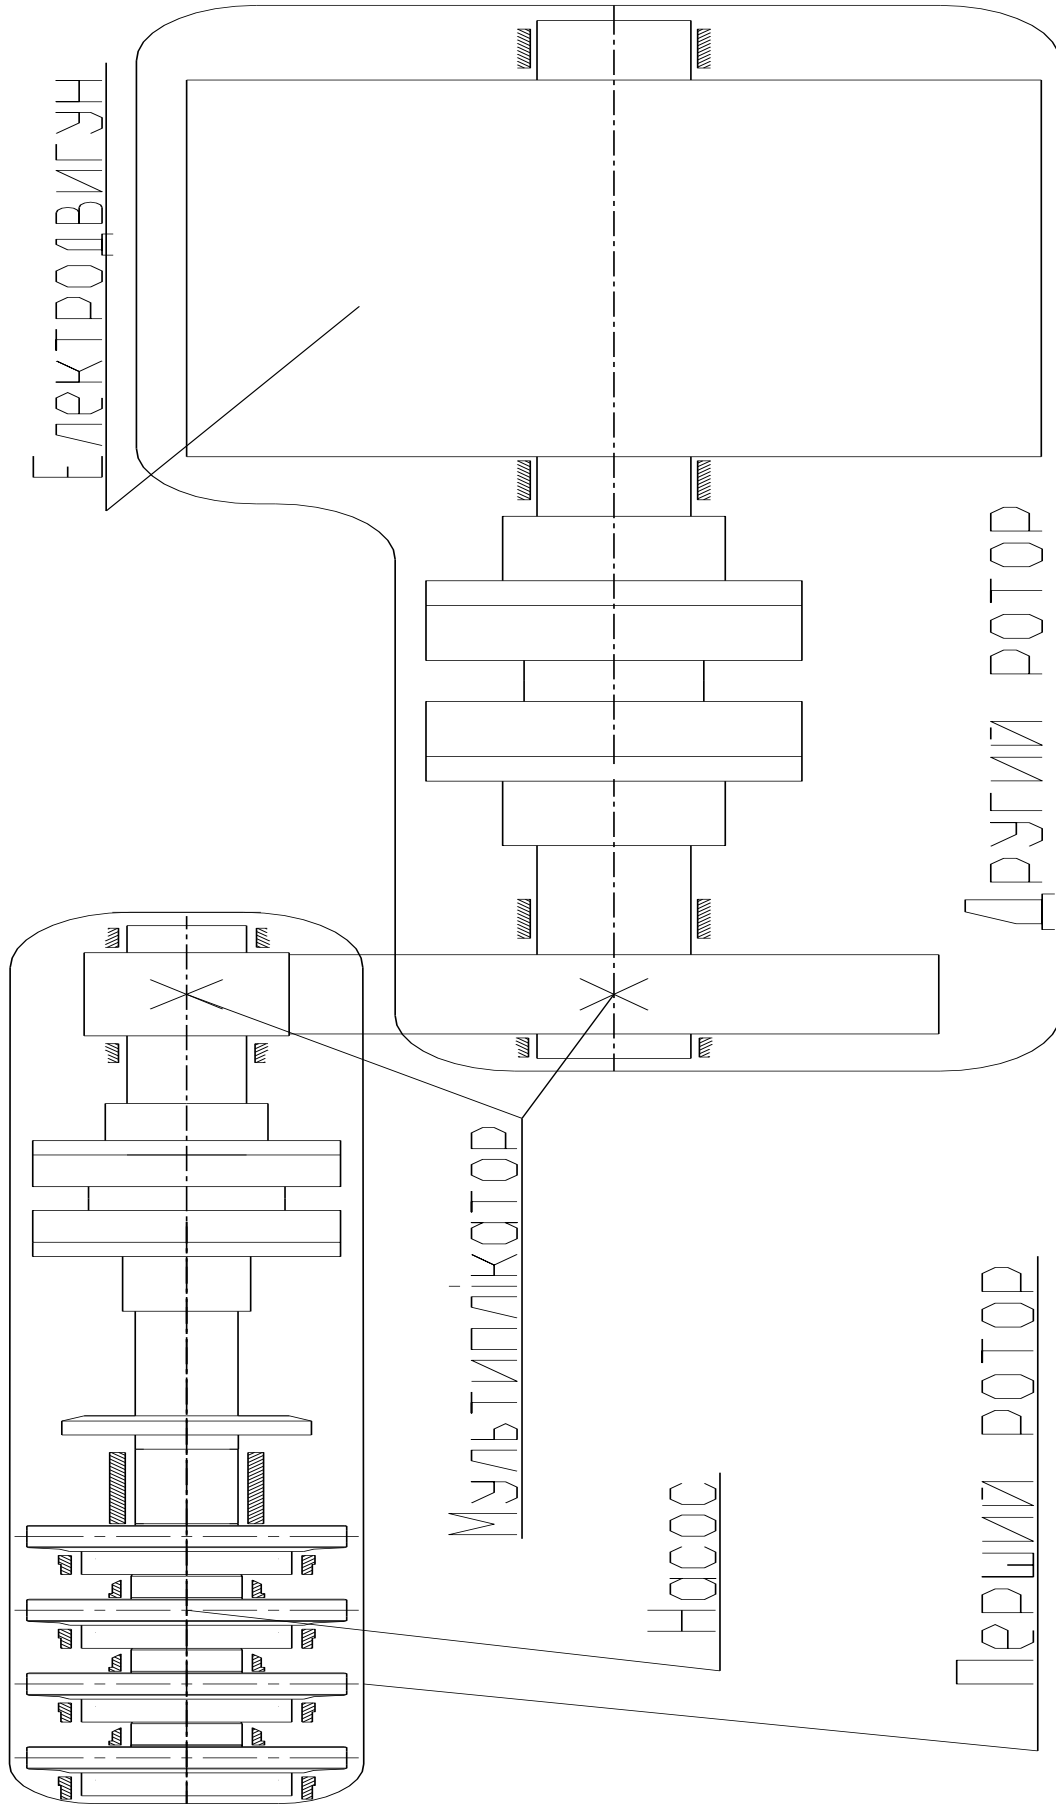 Електродвигун
Другий ротор
Мультиплікатор
Насос
Перший ротор